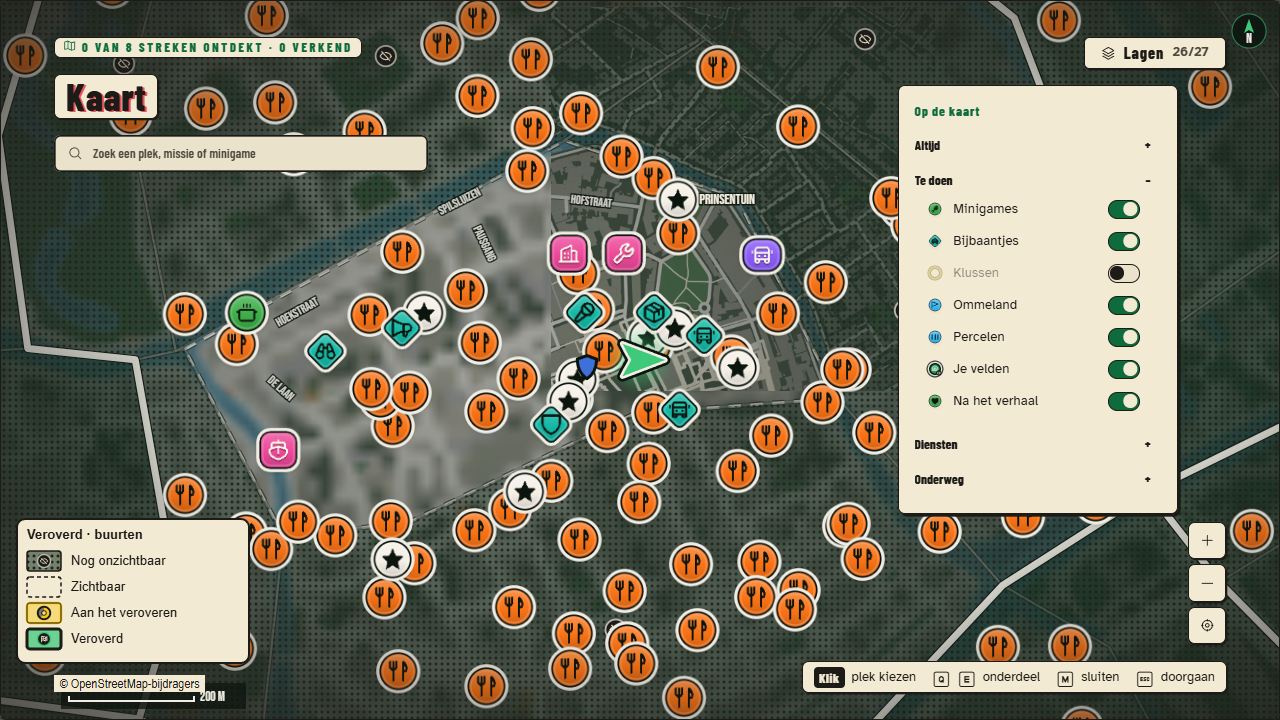 0 VAN 8 STREKEN ONTDEKT · 0 VERKEND
Kaart
Zoek een plek, missie of minigame
Lagen 26/27
N
Op de kaart
Altijd +
Te doen −
Minigames
Bijbaantjes
Klussen
Ommeland
Percelen
Je velden
Na het verhaal
Diensten +
Onderweg +
SPILSLUIZEN
HOFSTRAAT
PRINSENTUIN
PAUSGANG
HOEKSTRAAT
DE LAAN
Veroverd · buurten
Nog onzichtbaar
Zichtbaar
Aan het veroveren
Veroverd
© OpenStreetMap-bijdragers
200 M
+
−
Klik plek kiezen Q E onderdeel M sluiten ESC doorgaan